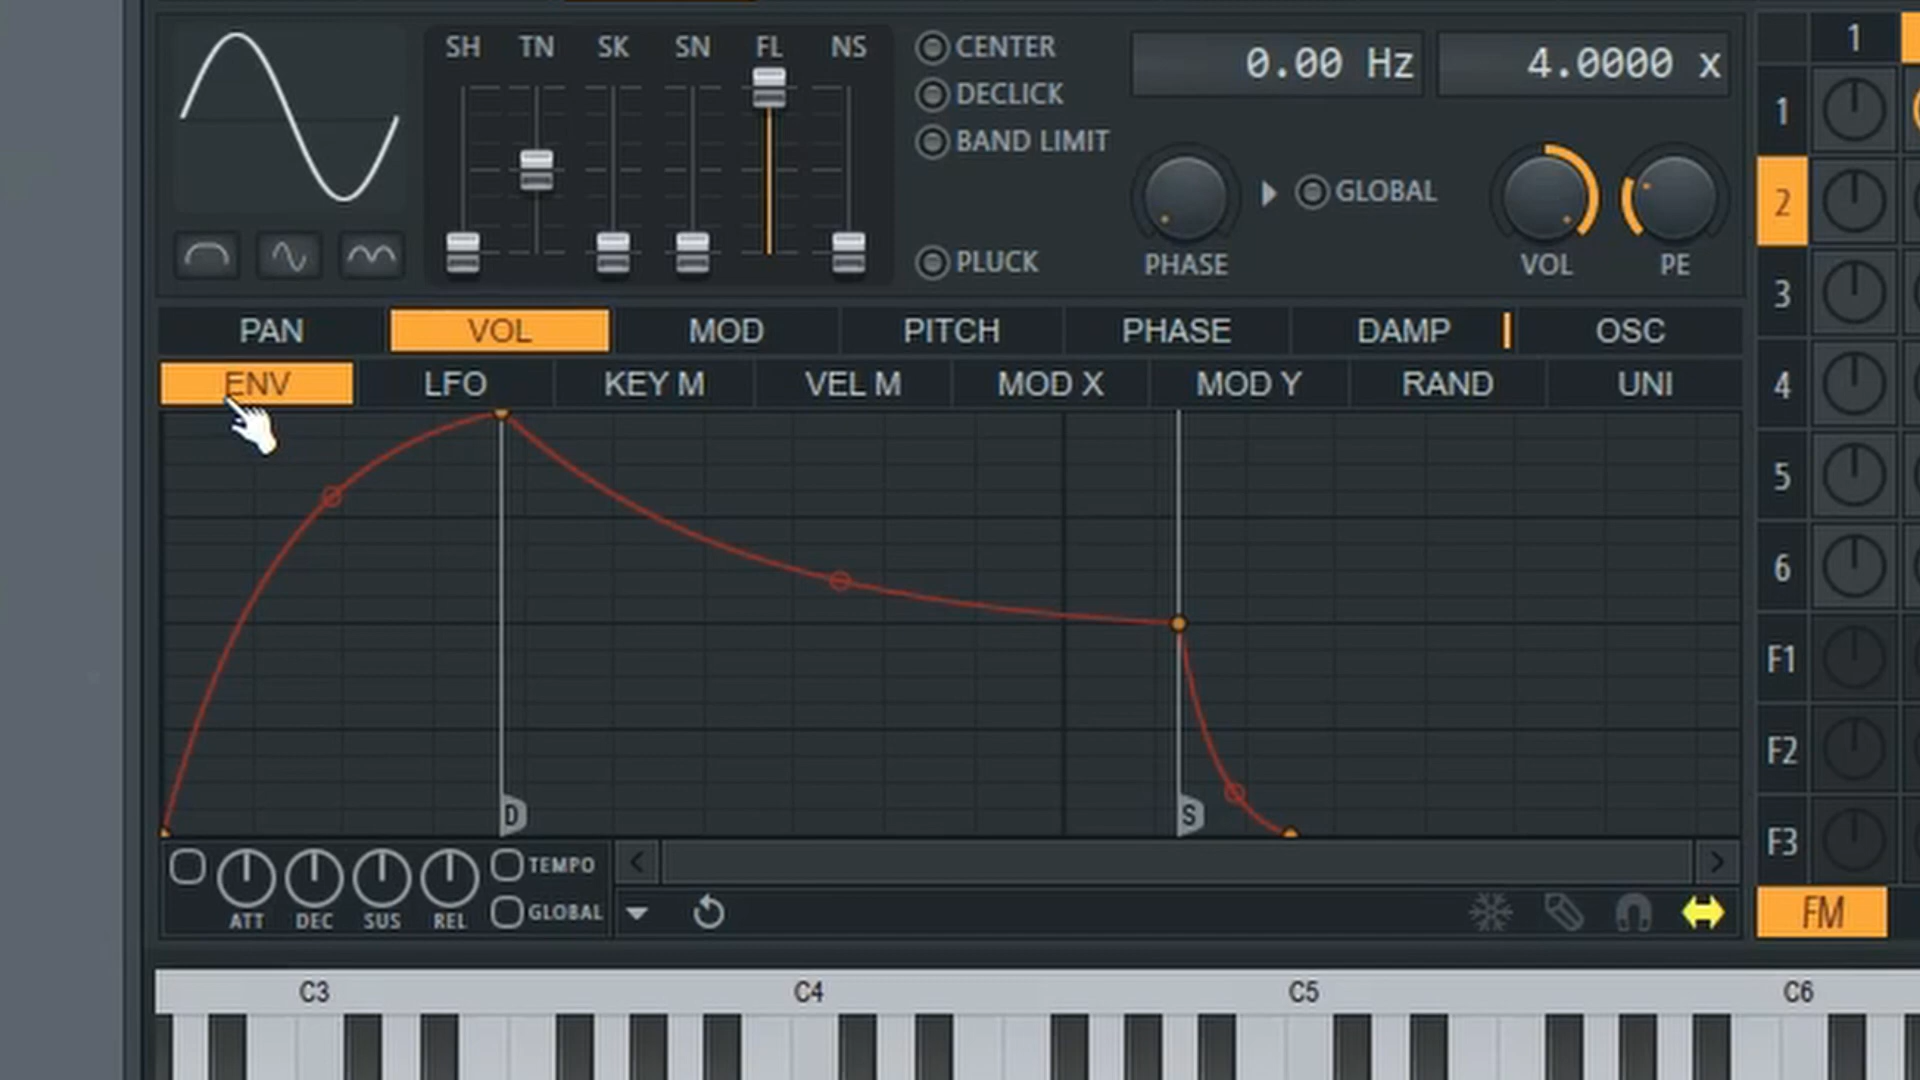 SH TN SK SN FL NS
CENTER
DECLICK
BAND LIMIT
PLUCK
0.00 Hz 4.0000 x
PHASE GLOBAL VOL PE
PAN VOL MOD PITCH PHASE DAMP OSC
ENV LFO KEY M VEL M MOD X MOD Y RAND UNI
D S
ATT DEC SUS REL
TEMPO
GLOBAL
1
1
2
3
4
5
6
F1
F2
F3
FM
C3 C4 C5 C6